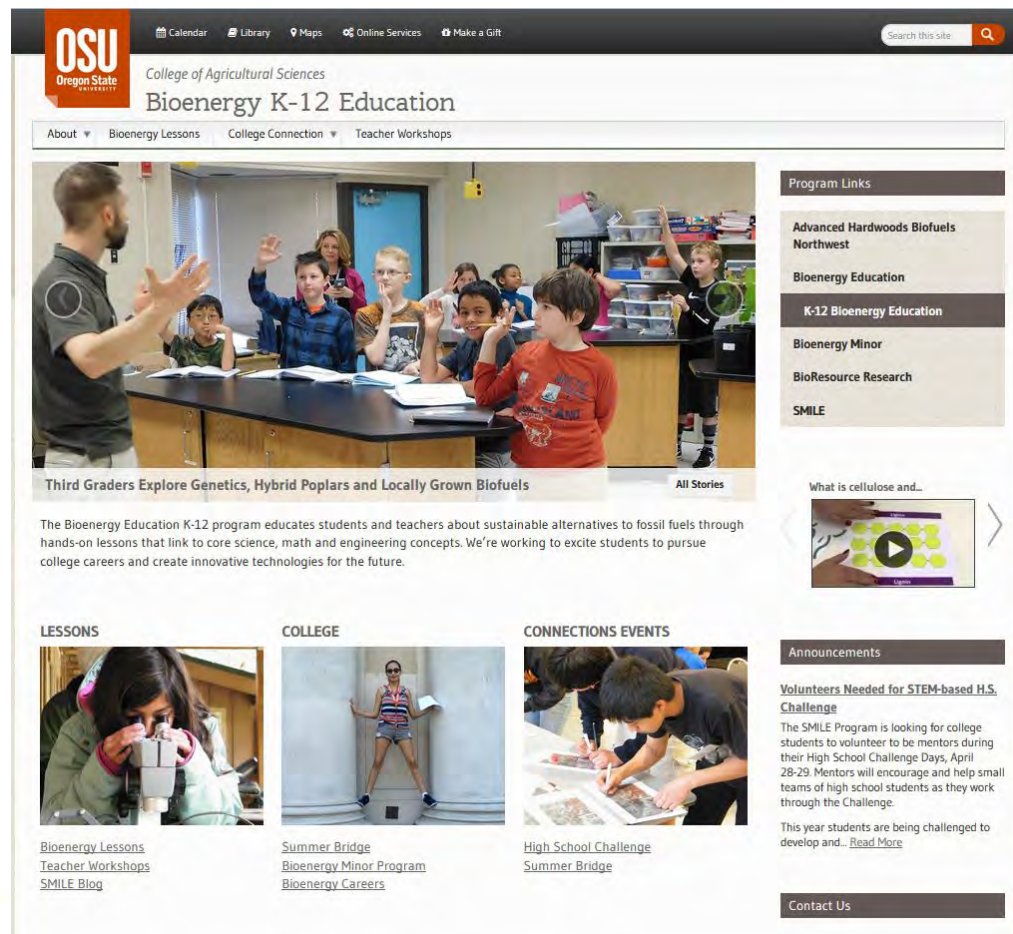 Calendar Library Maps Online Services Make a Gift
Search this site
OSU
Oregon State
UNIVERSITY
College of Agricultural Sciences
Bioenergy K-12 Education
About Bioenergy Lessons College Connection Teacher Workshops
Third Graders Explore Genetics, Hybrid Poplars and Locally Grown Biofuels
All Stories
The Bioenergy Education K-12 program educates students and teachers about sustainable alternatives to fossil fuels through
hands-on lessons that link to core science, math and engineering concepts. We're working to excite students to pursue
college careers and create innovative technologies for the future.
LESSONS
Bioenergy Lessons
Teacher Workshops
SMILE Blog
COLLEGE
Summer Bridge
Bioenergy Minor Program
Bioenergy Careers
CONNECTIONS EVENTS
High School Challenge
Summer Bridge
Program Links
Advanced Hardwoods Biofuels
Northwest
Bioenergy Education
K-12 Bioenergy Education
Bioenergy Minor
BioResource Research
SMILE
What is cellulose and...
Lignin
Lignin
Announcements
Volunteers Needed for STEM-based H.S.
Challenge
The SMILE Program is looking for college
students to volunteer to be mentors during
their High School Challenge Days, April
28-29. Mentors will encourage and help small
teams of high school students as they work
through the Challenge.
This year students are being challenged to
develop and... Read More
Contact Us